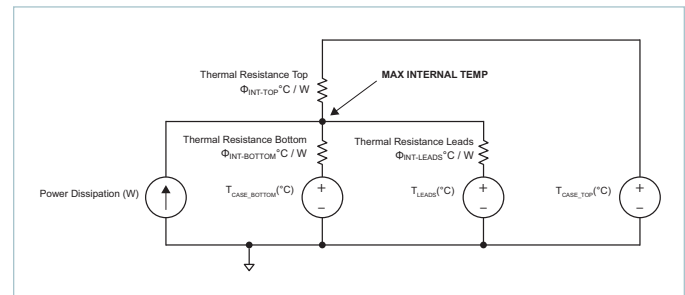 Thermal Resistance Top
MAX INTERNAL TEMP
ΦINT-TOP°C / W
Thermal Resistance Bottom
ΦINT-BOTTOM°C / W
Thermal Resistance Leads
ΦINT-LEADS°C / W
Power Dissipation (W)
TCASE_BOTTOM(°C)
+
–
TLEADS(°C)
+
–
TCASE_TOP(°C)
+
–